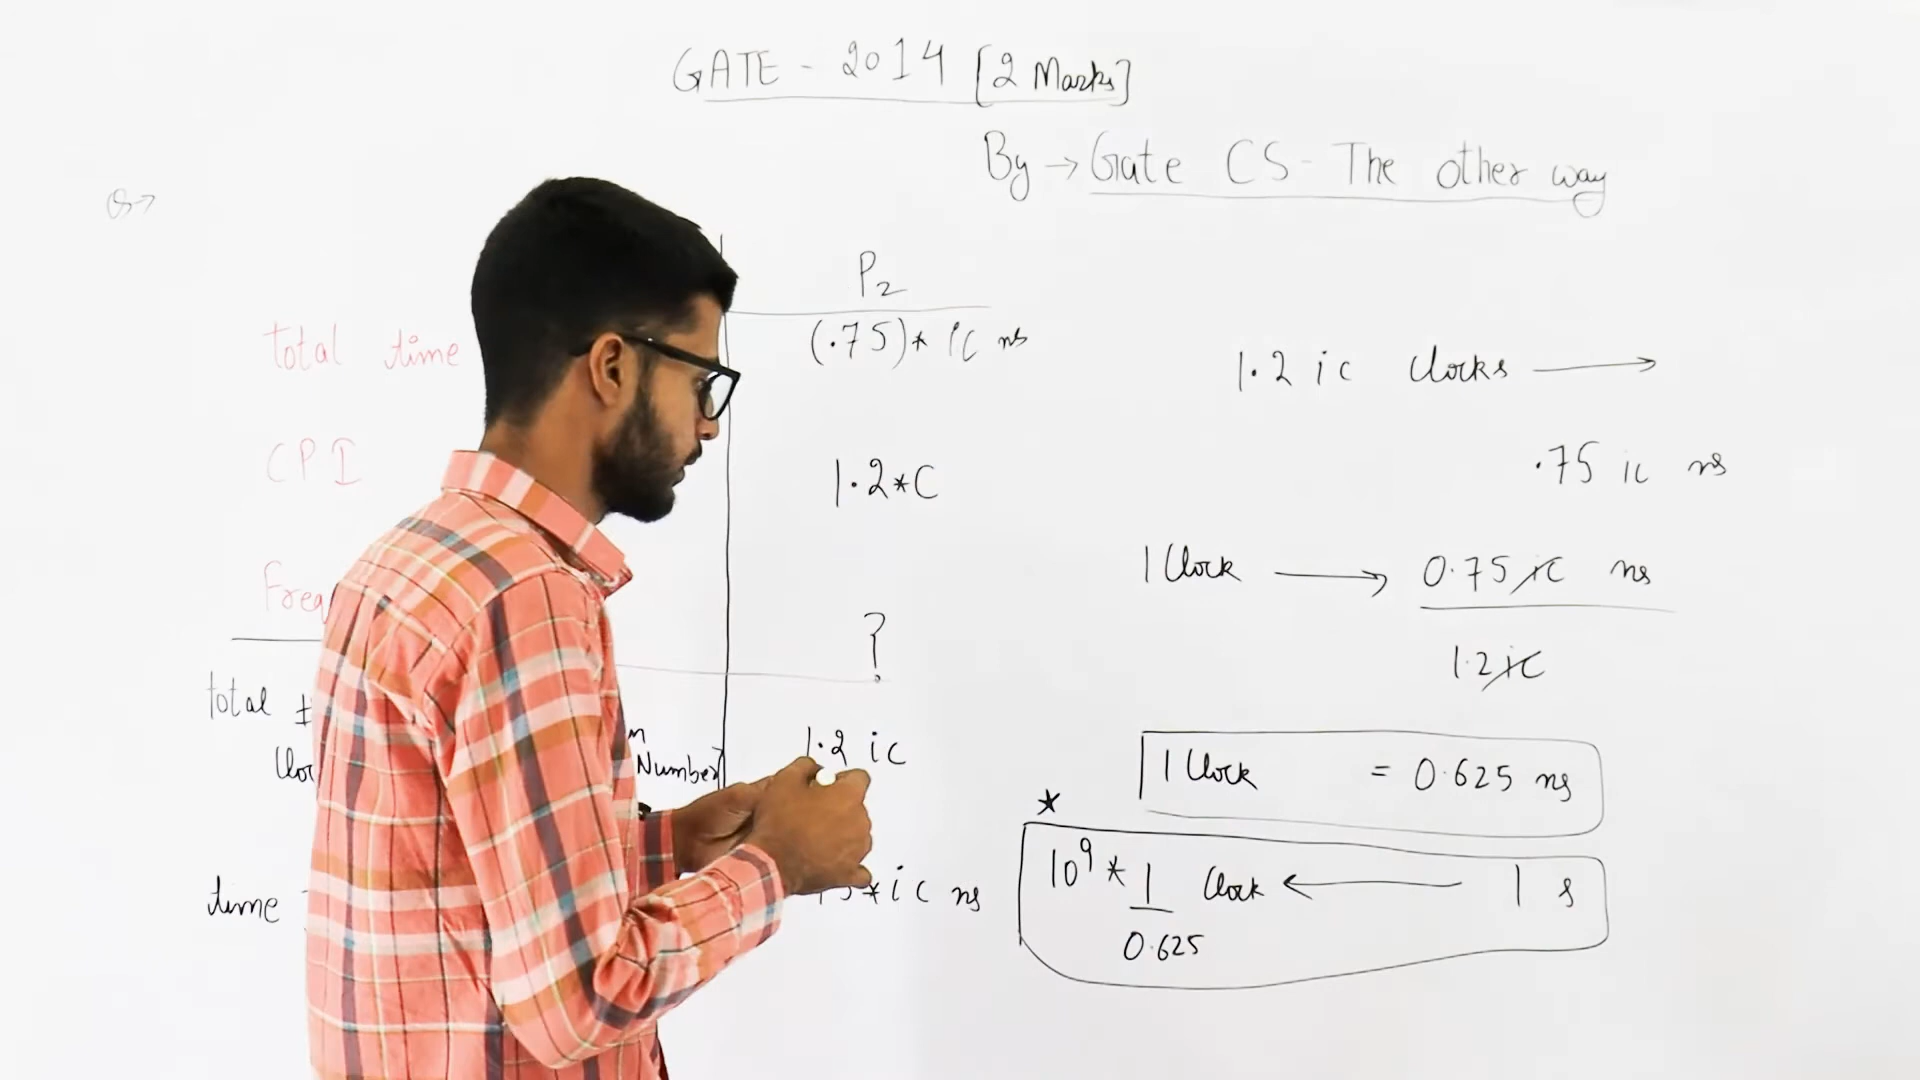 GATE - 2014 [2 Marks]
By → Gate CS - The other way
Q →
P2
total time
(.75)* ic ns
CPI
1.2*C
Freq
?
total #
Cloc
Number
1.2 ic
time
*ic ns
1.2 ic Clocks →
.75 ic ns
1 Clock → 0.75 ic ns
1.2 ic
1 Clock = 0.625 ns
*
10^9 * 1 Clock ← 1 s
0.625